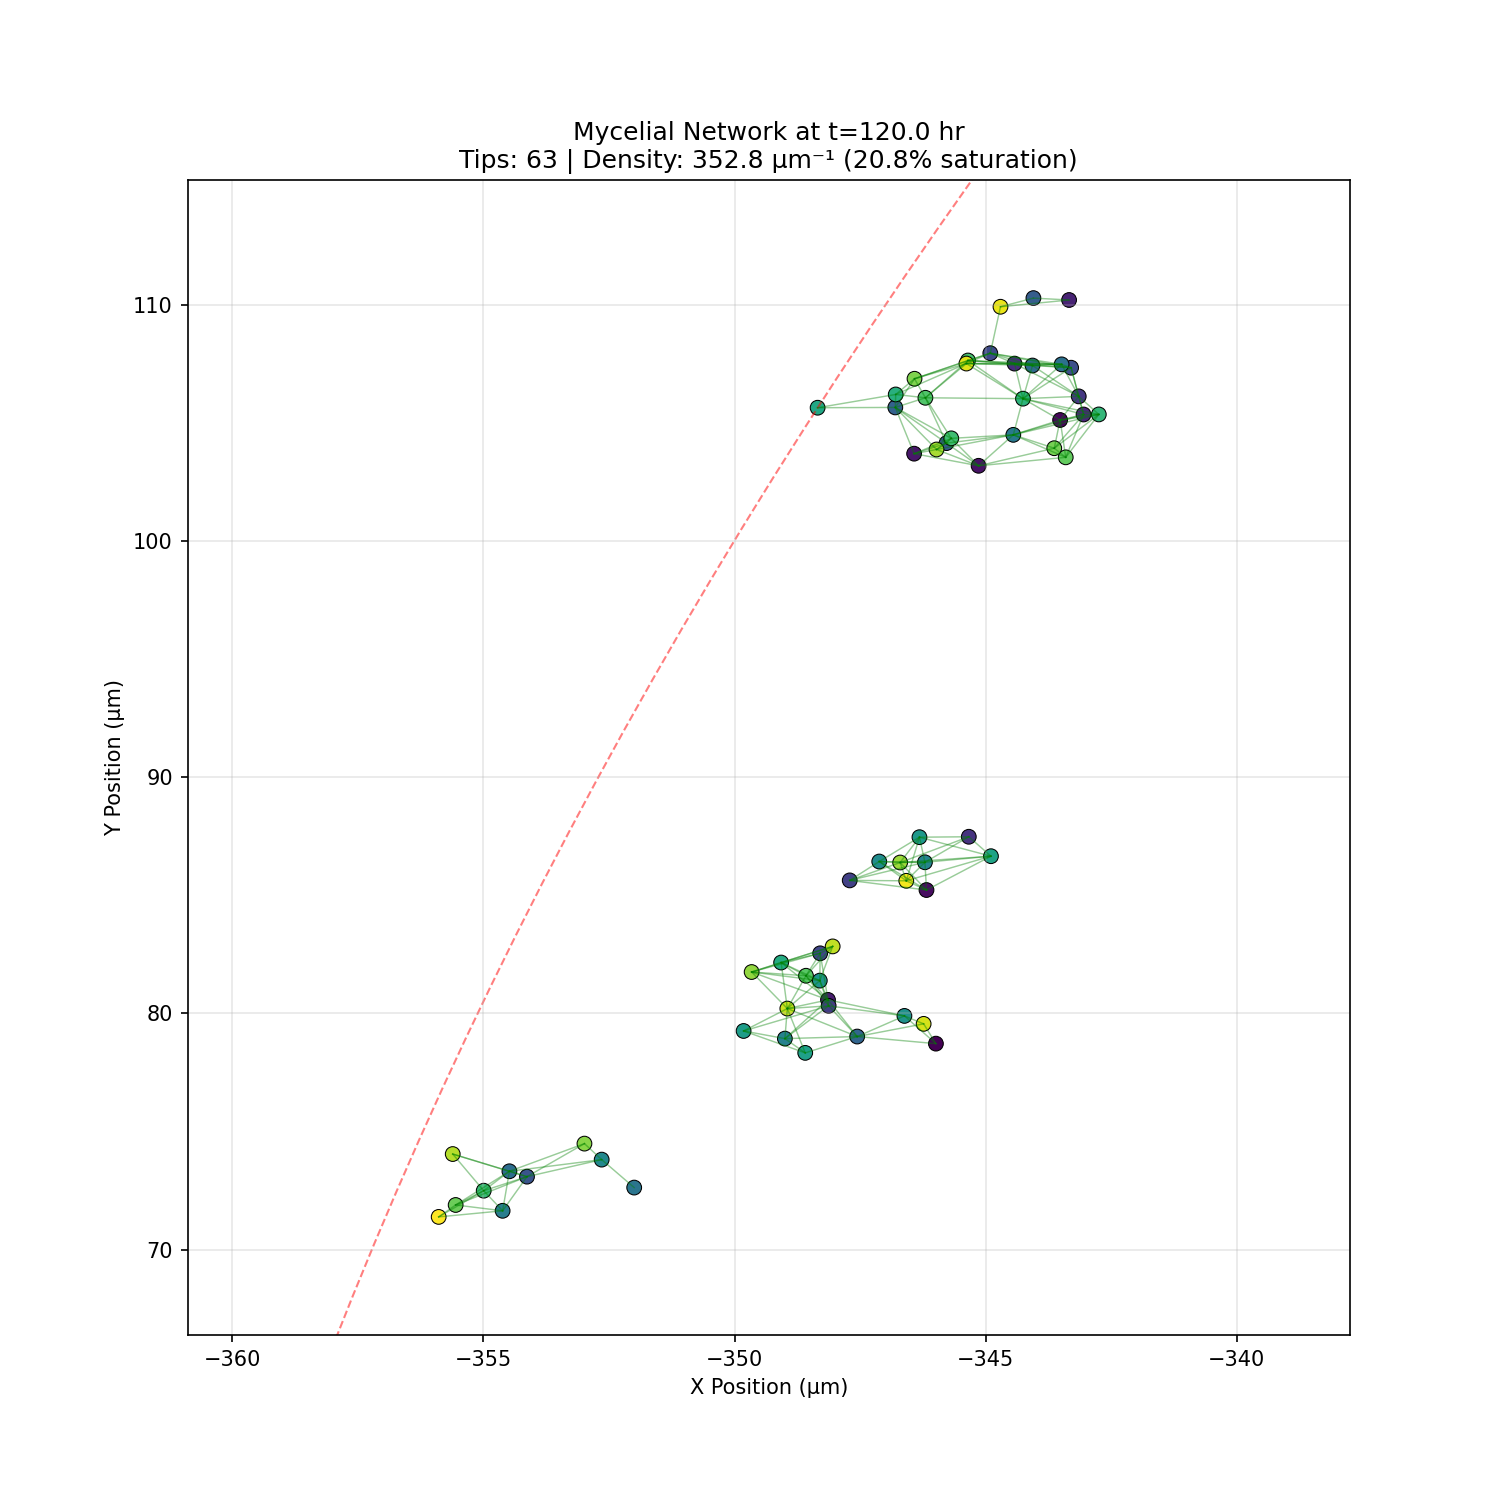 Mycelial Network at t=120.0 hr
Tips: 63 | Density: 352.8 μm⁻¹ (20.8% saturation)
110
100
90
80
70
Y Position (μm)
−360
−355
−350
−345
−340
X Position (μm)